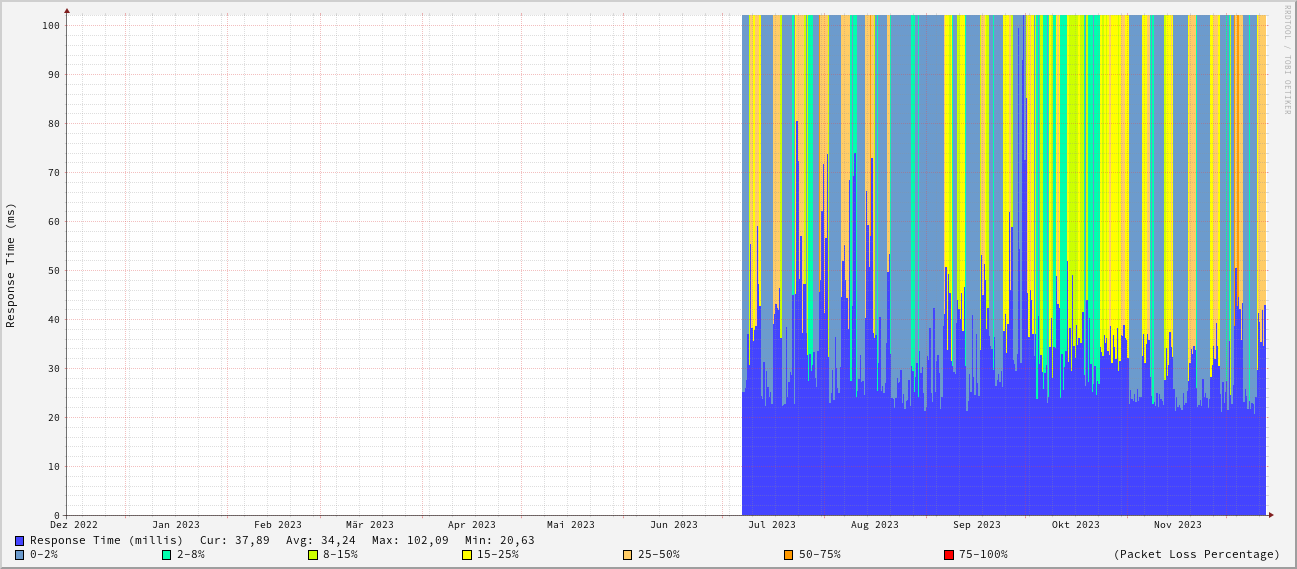 RRDTOOL / TOBI OETIKER
Response Time (ms)
100
90
80
70
60
50
40
30
20
10
0
Dez 2022 Jan 2023 Feb 2023 Mär 2023 Apr 2023 Mai 2023 Jun 2023 Jul 2023 Aug 2023 Sep 2023 Okt 2023 Nov 2023
Response Time (millis) Cur: 37,89 Avg: 34,24 Max: 102,09 Min: 20,63
0-2% 2-8% 8-15% 15-25% 25-50% 50-75% 75-100% (Packet Loss Percentage)